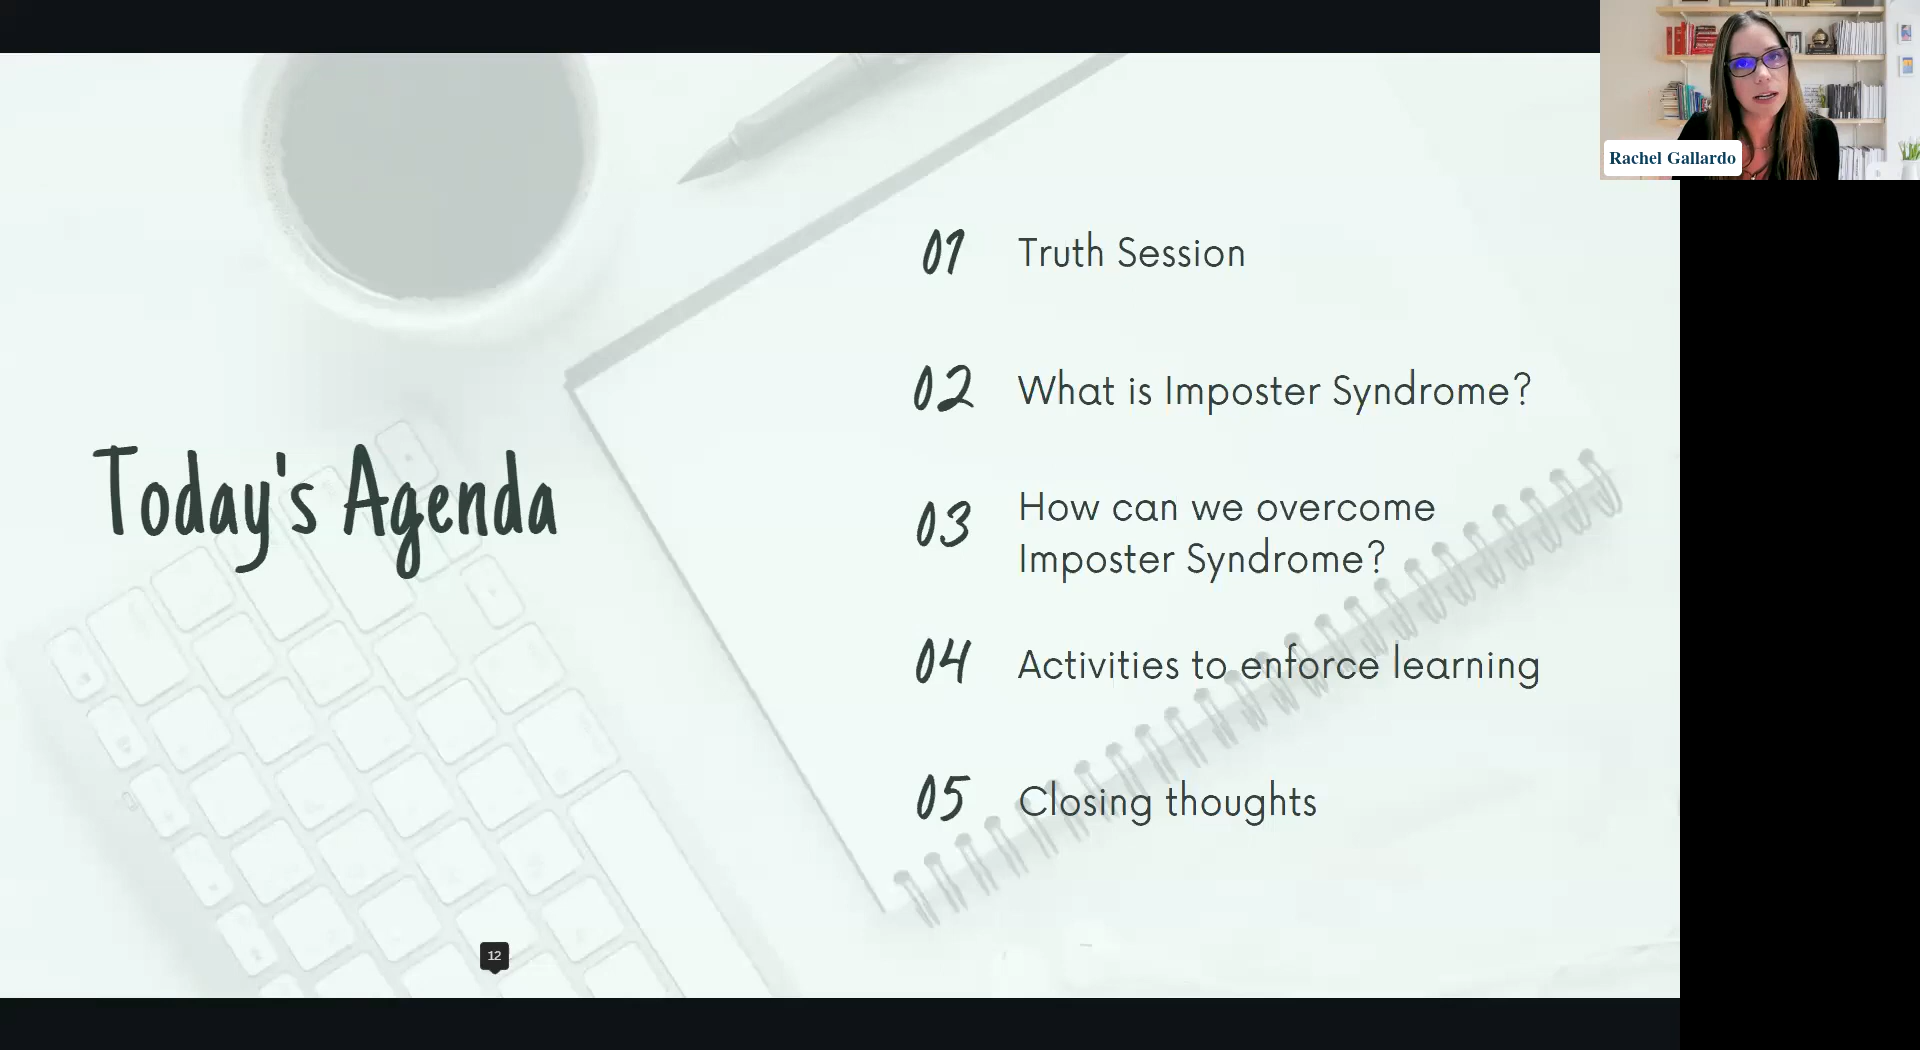 Rachel Gallardo
Today's Agenda
01 Truth Session
02 What is Imposter Syndrome?
03 How can we overcome
Imposter Syndrome?
04 Activities to enforce learning
05 Closing thoughts
12